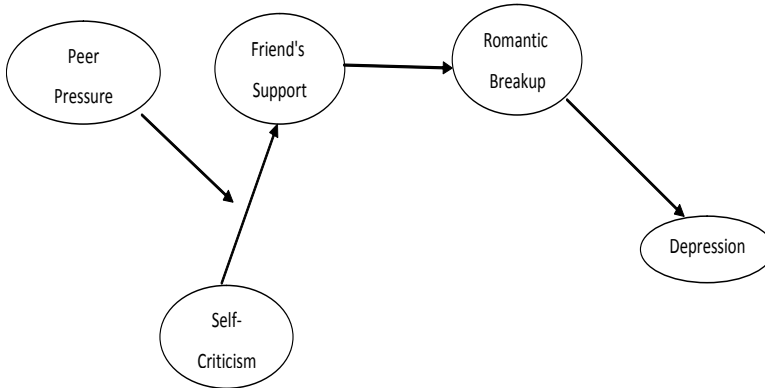 Peer
Pressure
Friend's
Support
Romantic
Breakup
Depression
Self-
Criticism